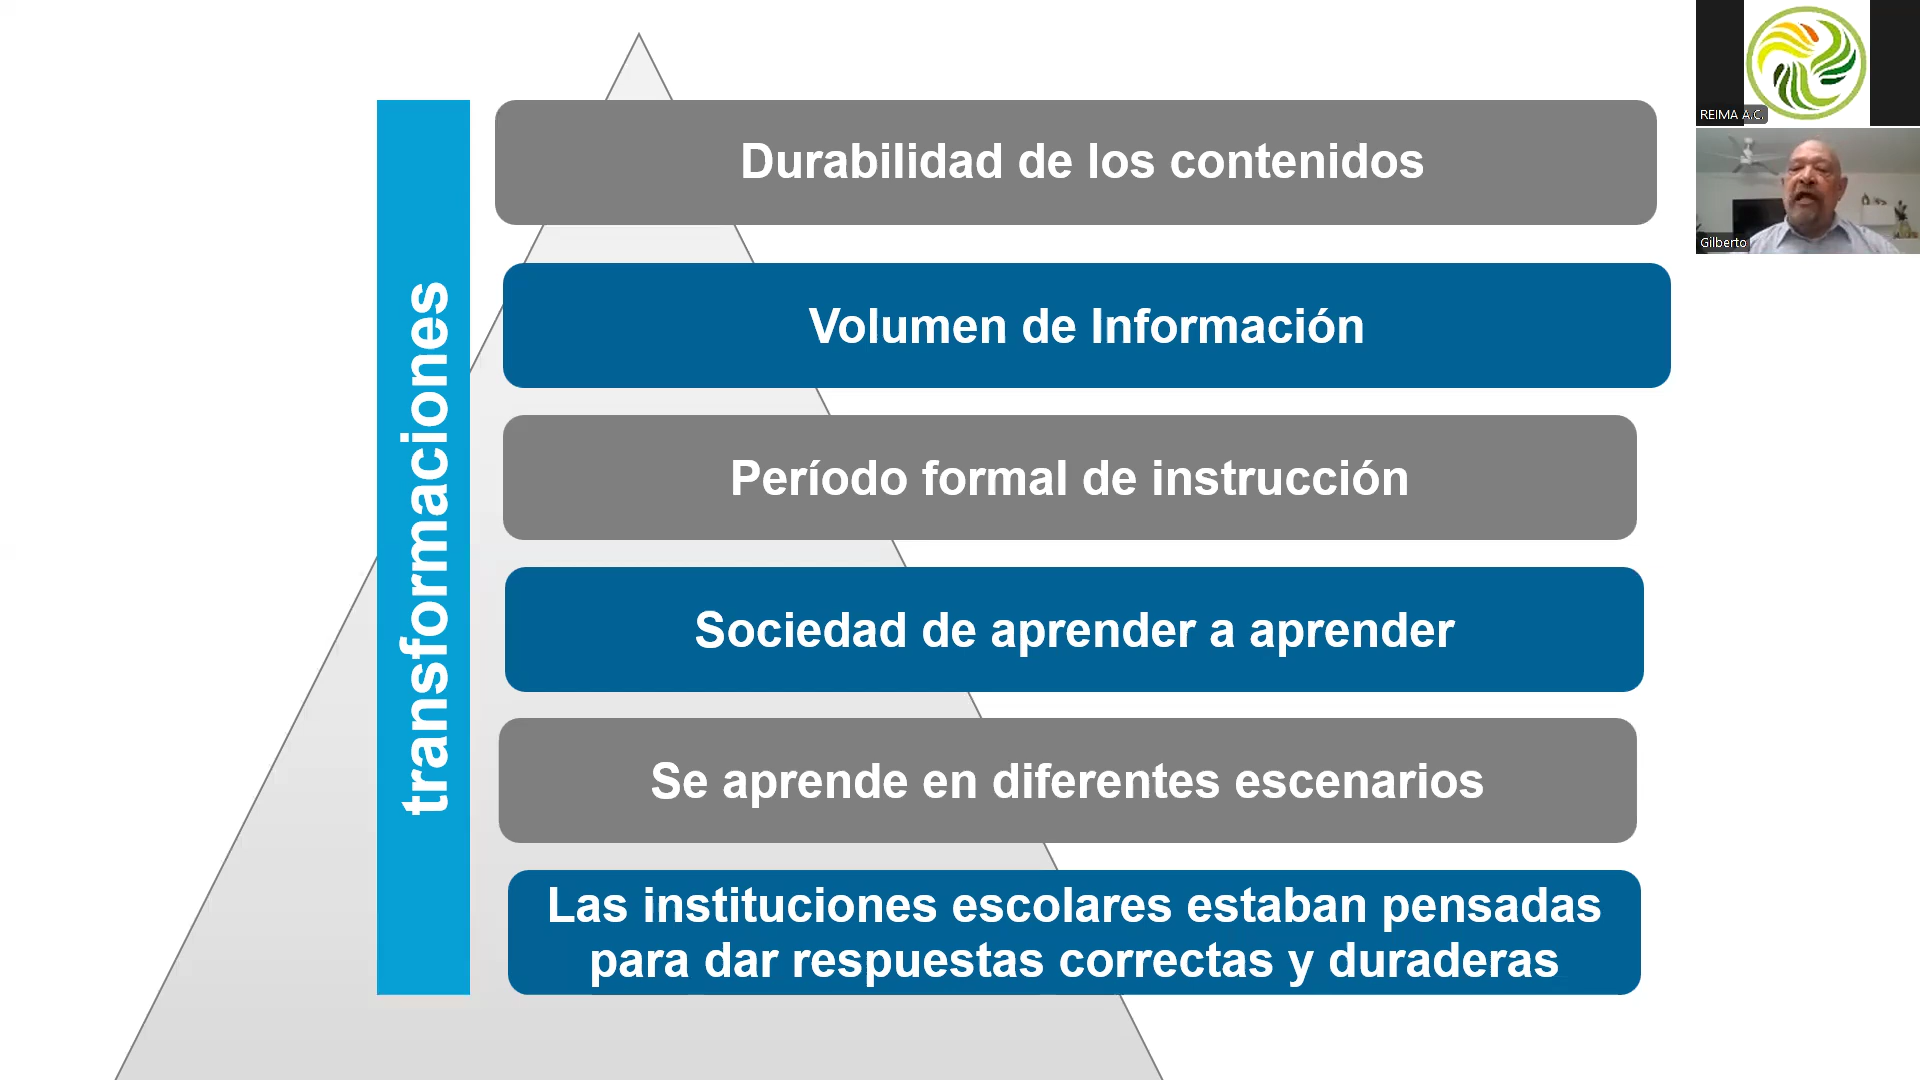 transformaciones
Durabilidad de los contenidos
Volumen de Información
Período formal de instrucción
Sociedad de aprender a aprender
Se aprende en diferentes escenarios
Las instituciones escolares estaban pensadas
para dar respuestas correctas y duraderas
REIMA A.C.
Gilberto